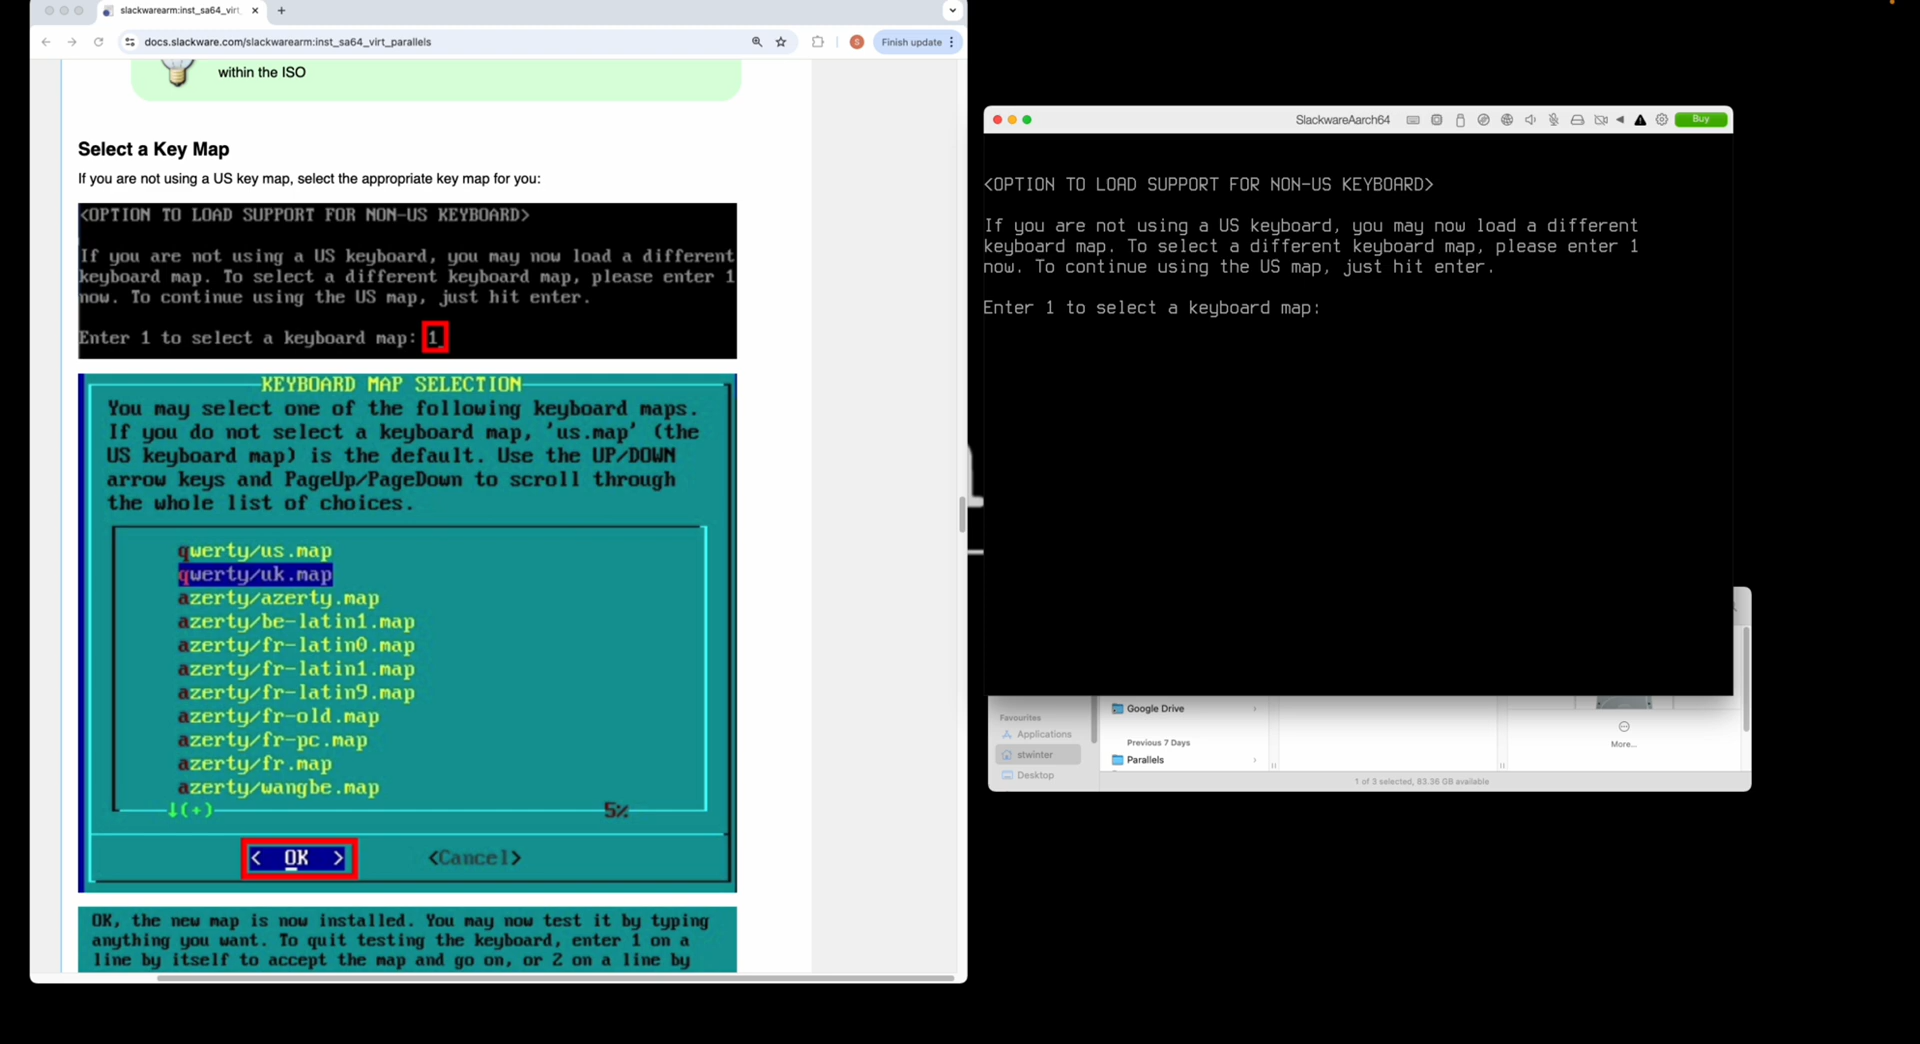 slackwarearm:inst_sa64_virt_
docs.slackware.com/slackwarearm:inst_sa64_virt_parallels
S
Finish update
within the ISO
Select a Key Map
If you are not using a US key map, select the appropriate key map for you:
<OPTION TO LOAD SUPPORT FOR NON-US KEYBOARD>
If you are not using a US keyboard, you may now load a different
keyboard map. To select a different keyboard map, please enter 1
now. To continue using the US map, just hit enter.
Enter 1 to select a keyboard map: 1_
KEYBOARD MAP SELECTION
You may select one of the following keyboard maps.
If you do not select a keyboard map, 'us.map' (the
US keyboard map) is the default. Use the UP/DOWN
arrow keys and PageUp/PageDown to scroll through
the whole list of choices.
qwerty/us.map
qwerty/uk.map
azerty/azerty.map
azerty/be-latin1.map
azerty/fr-latin0.map
azerty/fr-latin1.map
azerty/fr-latin9.map
azerty/fr-old.map
azerty/fr-pc.map
azerty/fr.map
azerty/wangbe.map
↓(+)
5%
< OK >
<Cancel>
OK, the new map is now installed. You may now test it by typing
anything you want. To quit testing the keyboard, enter 1 on a
line by itself to accept the map and go on, or 2 on a line by
SlackwareAarch64
Buy
<OPTION TO LOAD SUPPORT FOR NON-US KEYBOARD>
If you are not using a US keyboard, you may now load a different
keyboard map. To select a different keyboard map, please enter 1
now. To continue using the US map, just hit enter.
Enter 1 to select a keyboard map:
Favourites
Applications
stwinter
Desktop
Google Drive
Previous 7 Days
Parallels
More...
1 of 3 selected, 83.36 GB available